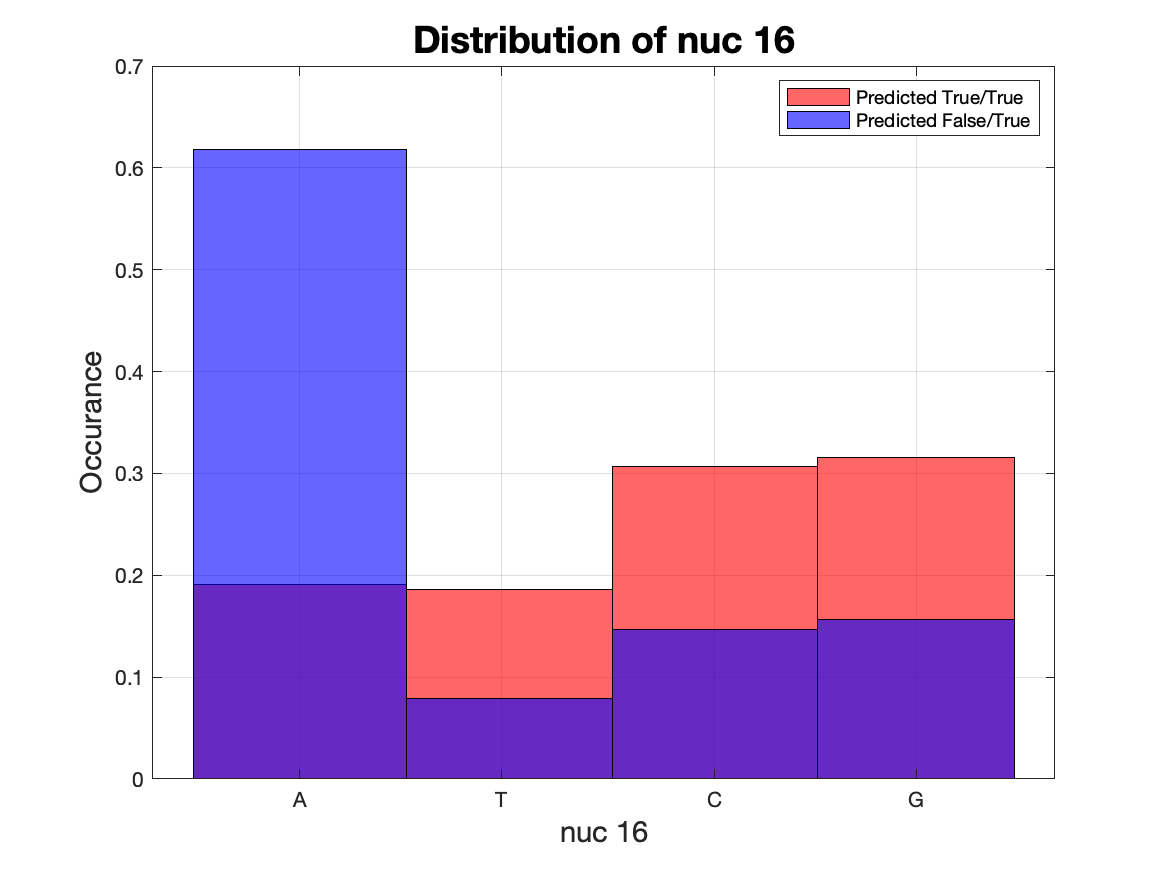 Distribution of nuc 16
Predicted True/True
Predicted False/True
Occurance
0.7
0.6
0.5
0.4
0.3
0.2
0.1
0
A T C G
nuc 16